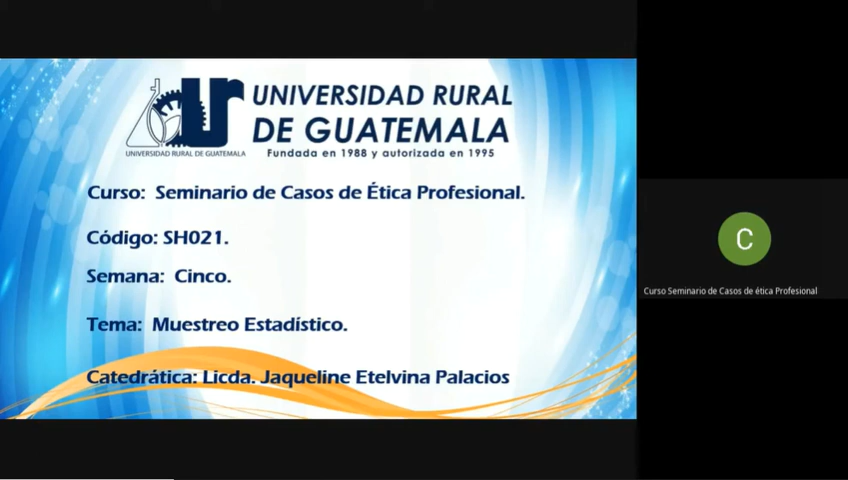 UNIVERSIDAD RURAL
DE GUATEMALA
Fundada en 1988 y autorizada en 1995
ur
UNIVERSIDAD RURAL DE GUATEMALA
Curso: Seminario de Casos de Ética Profesional.
Código: SH021.
Semana: Cinco.
Tema: Muestreo Estadístico.
Catedrática: Licda. Jaqueline Etelvina Palacios
C
Curso Seminario de Casos de ética Profesional